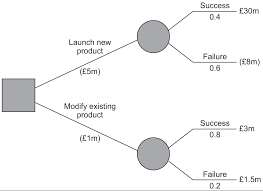 Success
0.4
£30m
Launch new
product
(£5m)
Failure
0.6
(£8m)
Modify existing
product
(£1m)
Success
0.8
£3m
Failure
0.2
£1.5m